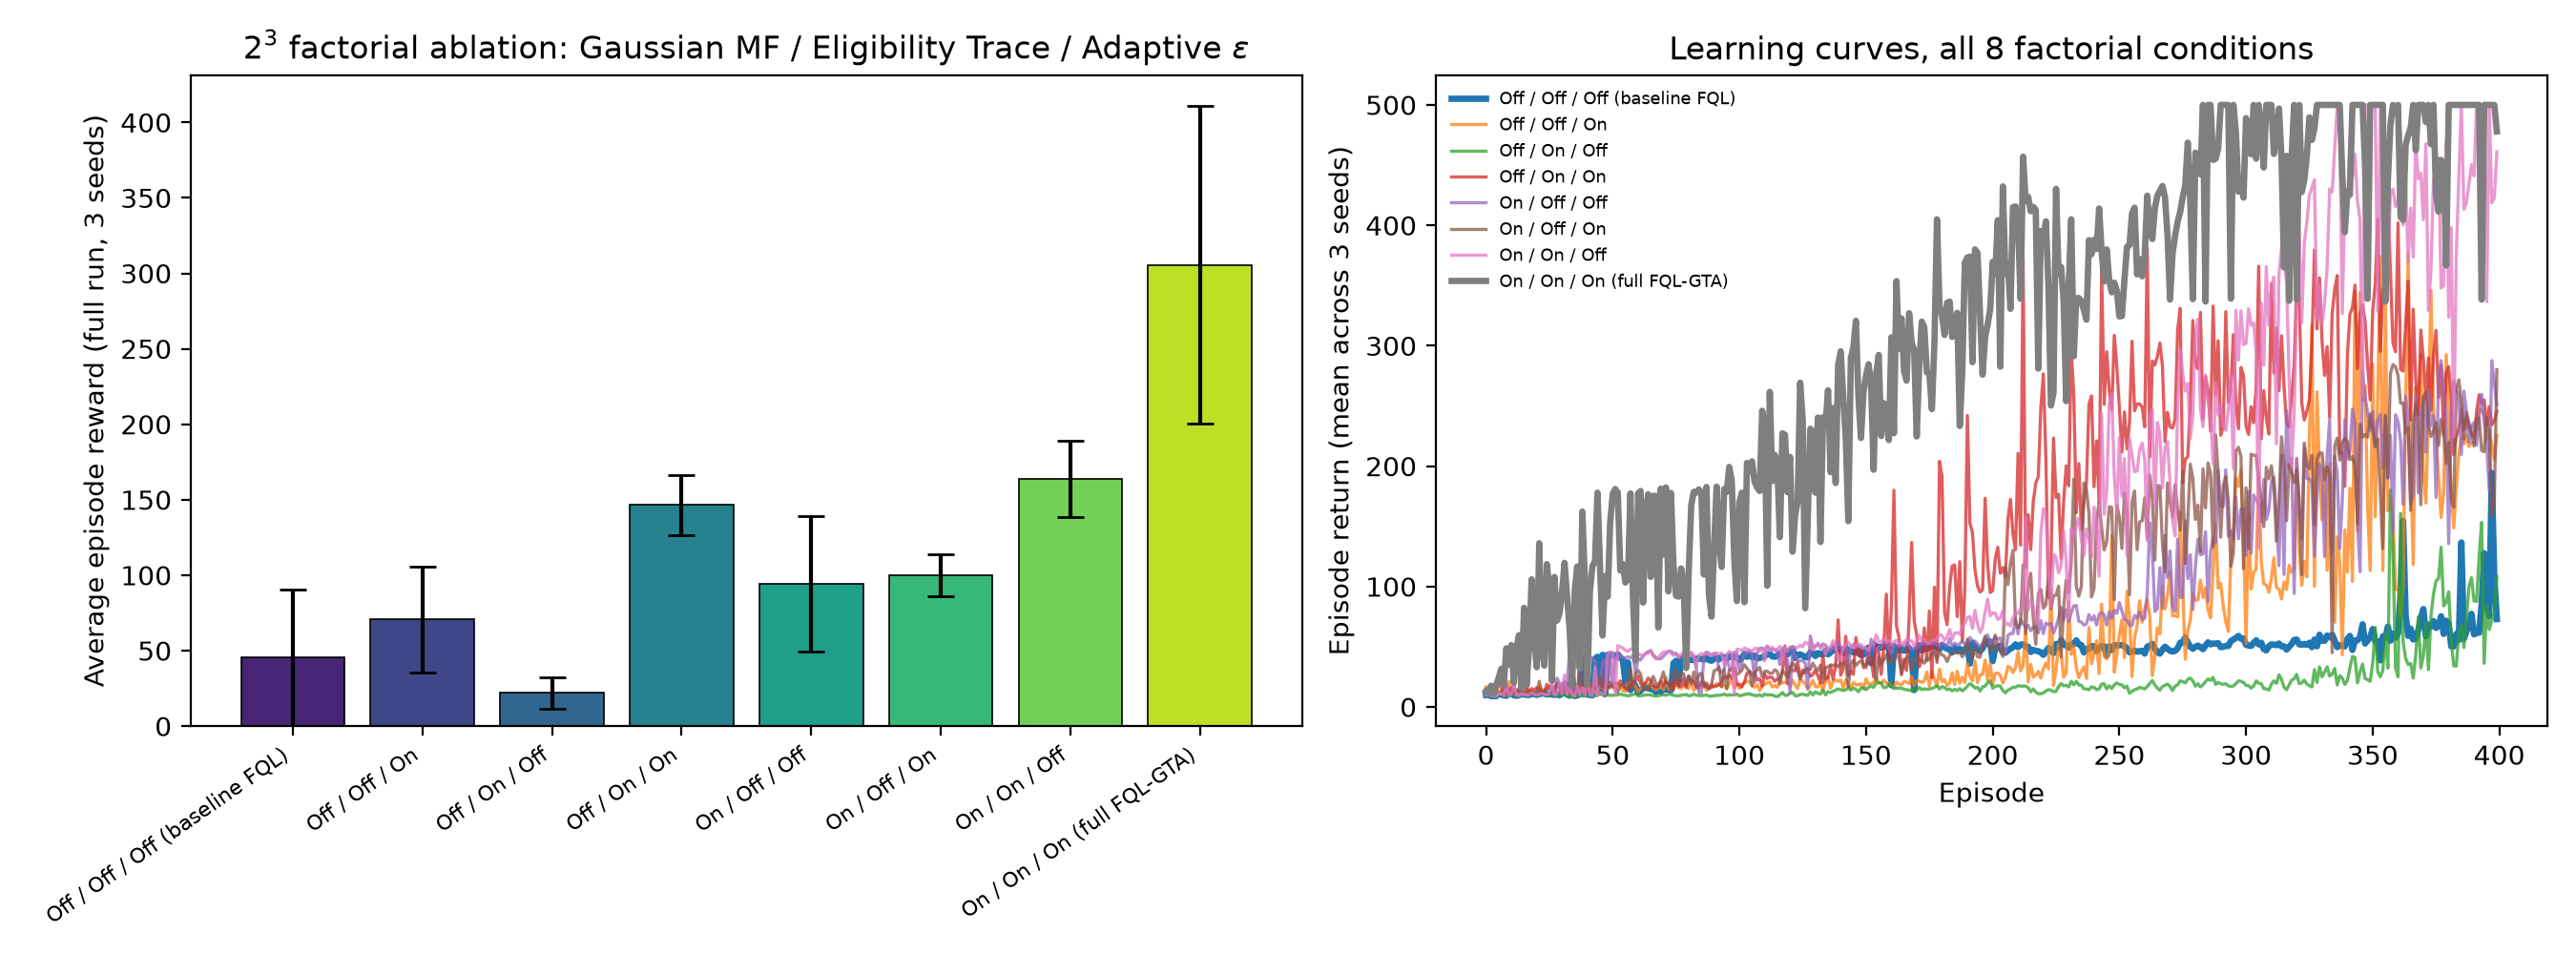 2³ factorial ablation: Gaussian MF / Eligibility Trace / Adaptive ε
Average episode reward (full run, 3 seeds)
400
350
300
250
200
150
100
50
0
Off / Off / Off (baseline FQL)
Off / Off / On
Off / On / Off
Off / On / On
On / Off / Off
On / Off / On
On / On / Off
On / On / On (full FQL-GTA)
Learning curves, all 8 factorial conditions
Episode return (mean across 3 seeds)
500
400
300
200
100
0
Off / Off / Off (baseline FQL)
Off / Off / On
Off / On / Off
Off / On / On
On / Off / Off
On / Off / On
On / On / Off
On / On / On (full FQL-GTA)
0 50 100 150 200 250 300 350 400
Episode